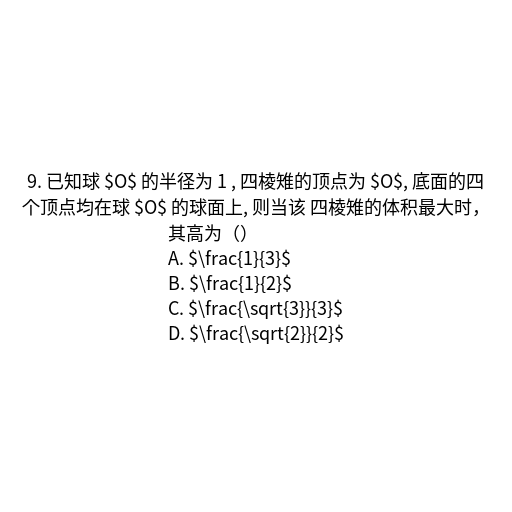 9. 已知球 $O$ 的半径为 1 , 四棱雉的顶点为 $O$, 底面的四
个顶点均在球 $O$ 的球面上, 则当该 四棱雉的体积最大时，
其高为（）
A. $\frac{1}{3}$
B. $\frac{1}{2}$
C. $\frac{\sqrt{3}}{3}$
D. $\frac{\sqrt{2}}{2}$